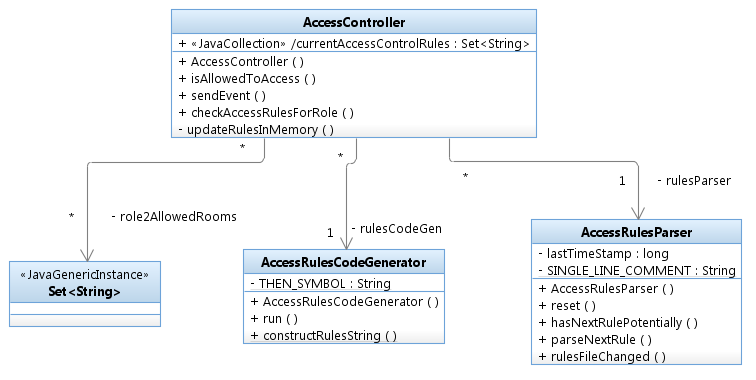 AccessController
+ «JavaCollection» /currentAccessControlRules : Set<String>
+ AccessController ( )
+ isAllowedToAccess ( )
+ sendEvent ( )
+ checkAccessRulesForRole ( )
- updateRulesInMemory ( )
*
*
*
*
- role2AllowedRooms
1
- rulesCodeGen
1
- rulesParser
«JavaGenericInstance»
Set<String>
AccessRulesCodeGenerator
- THEN_SYMBOL : String
+ AccessRulesCodeGenerator ( )
+ run ( )
+ constructRulesString ( )
AccessRulesParser
- lastTimeStamp : long
- SINGLE_LINE_COMMENT : String
+ AccessRulesParser ( )
+ reset ( )
+ hasNextRulePotentially ( )
+ parseNextRule ( )
+ rulesFileChanged ( )